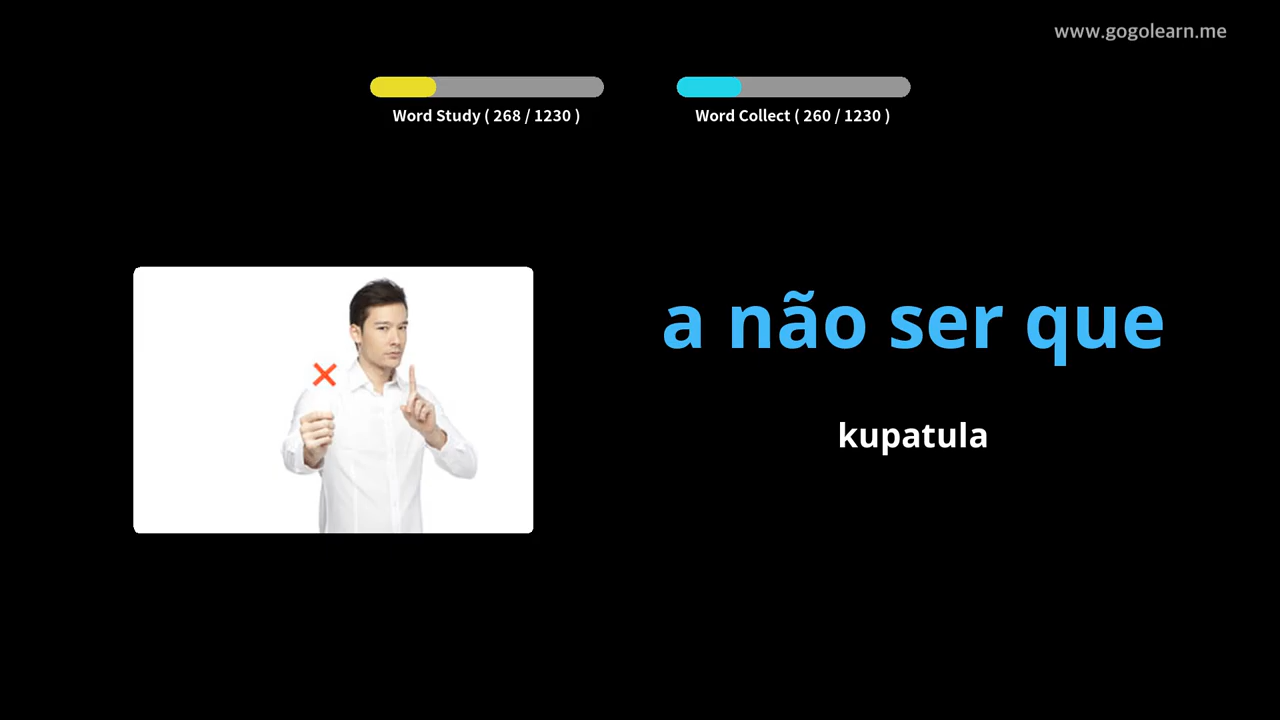 www.gogolearn.me
Word Study ( 268 / 1230 )
Word Collect ( 260 / 1230 )
a não ser que
kupatula